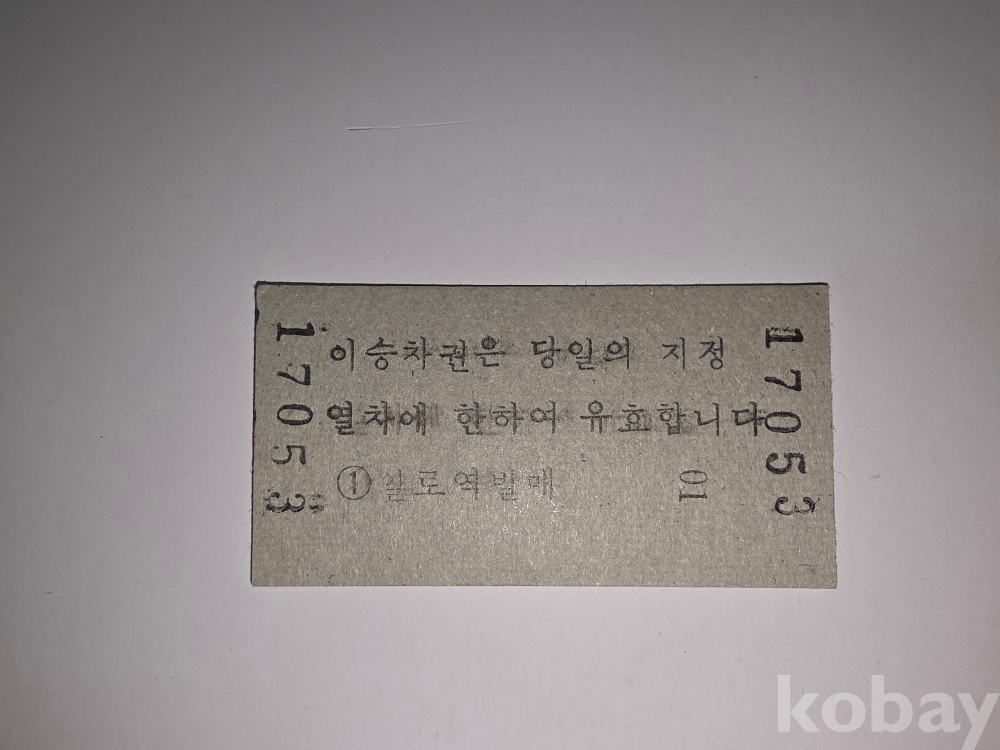 17053
이승차권은 당일의 지정
열차에 한하여 유효합니다
① 역발매 01
17053
kobay